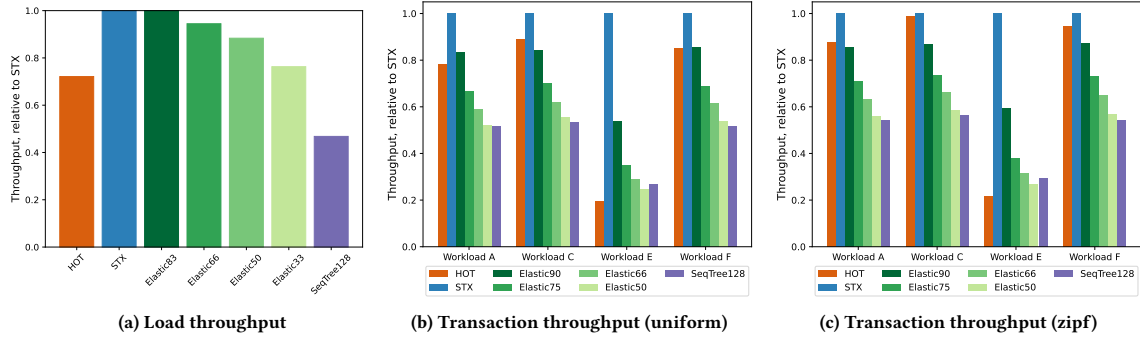 Throughput, relative to STX
1.0
0.8
0.6
0.4
0.2
0.0
HOT
STX
Elastic83
Elastic66
Elastic50
Elastic33
SeqTree128
(a) Load throughput
Throughput, relative to STX
1.0
0.8
0.6
0.4
0.2
0.0
Workload A Workload C Workload E Workload F
HOT Elastic90 Elastic66 SeqTree128
STX Elastic75 Elastic50
(b) Transaction throughput (uniform)
Throughput, relative to STX
1.0
0.8
0.6
0.4
0.2
0.0
Workload A Workload C Workload E Workload F
HOT Elastic90 Elastic66 SeqTree128
STX Elastic75 Elastic50
(c) Transaction throughput (zipf)